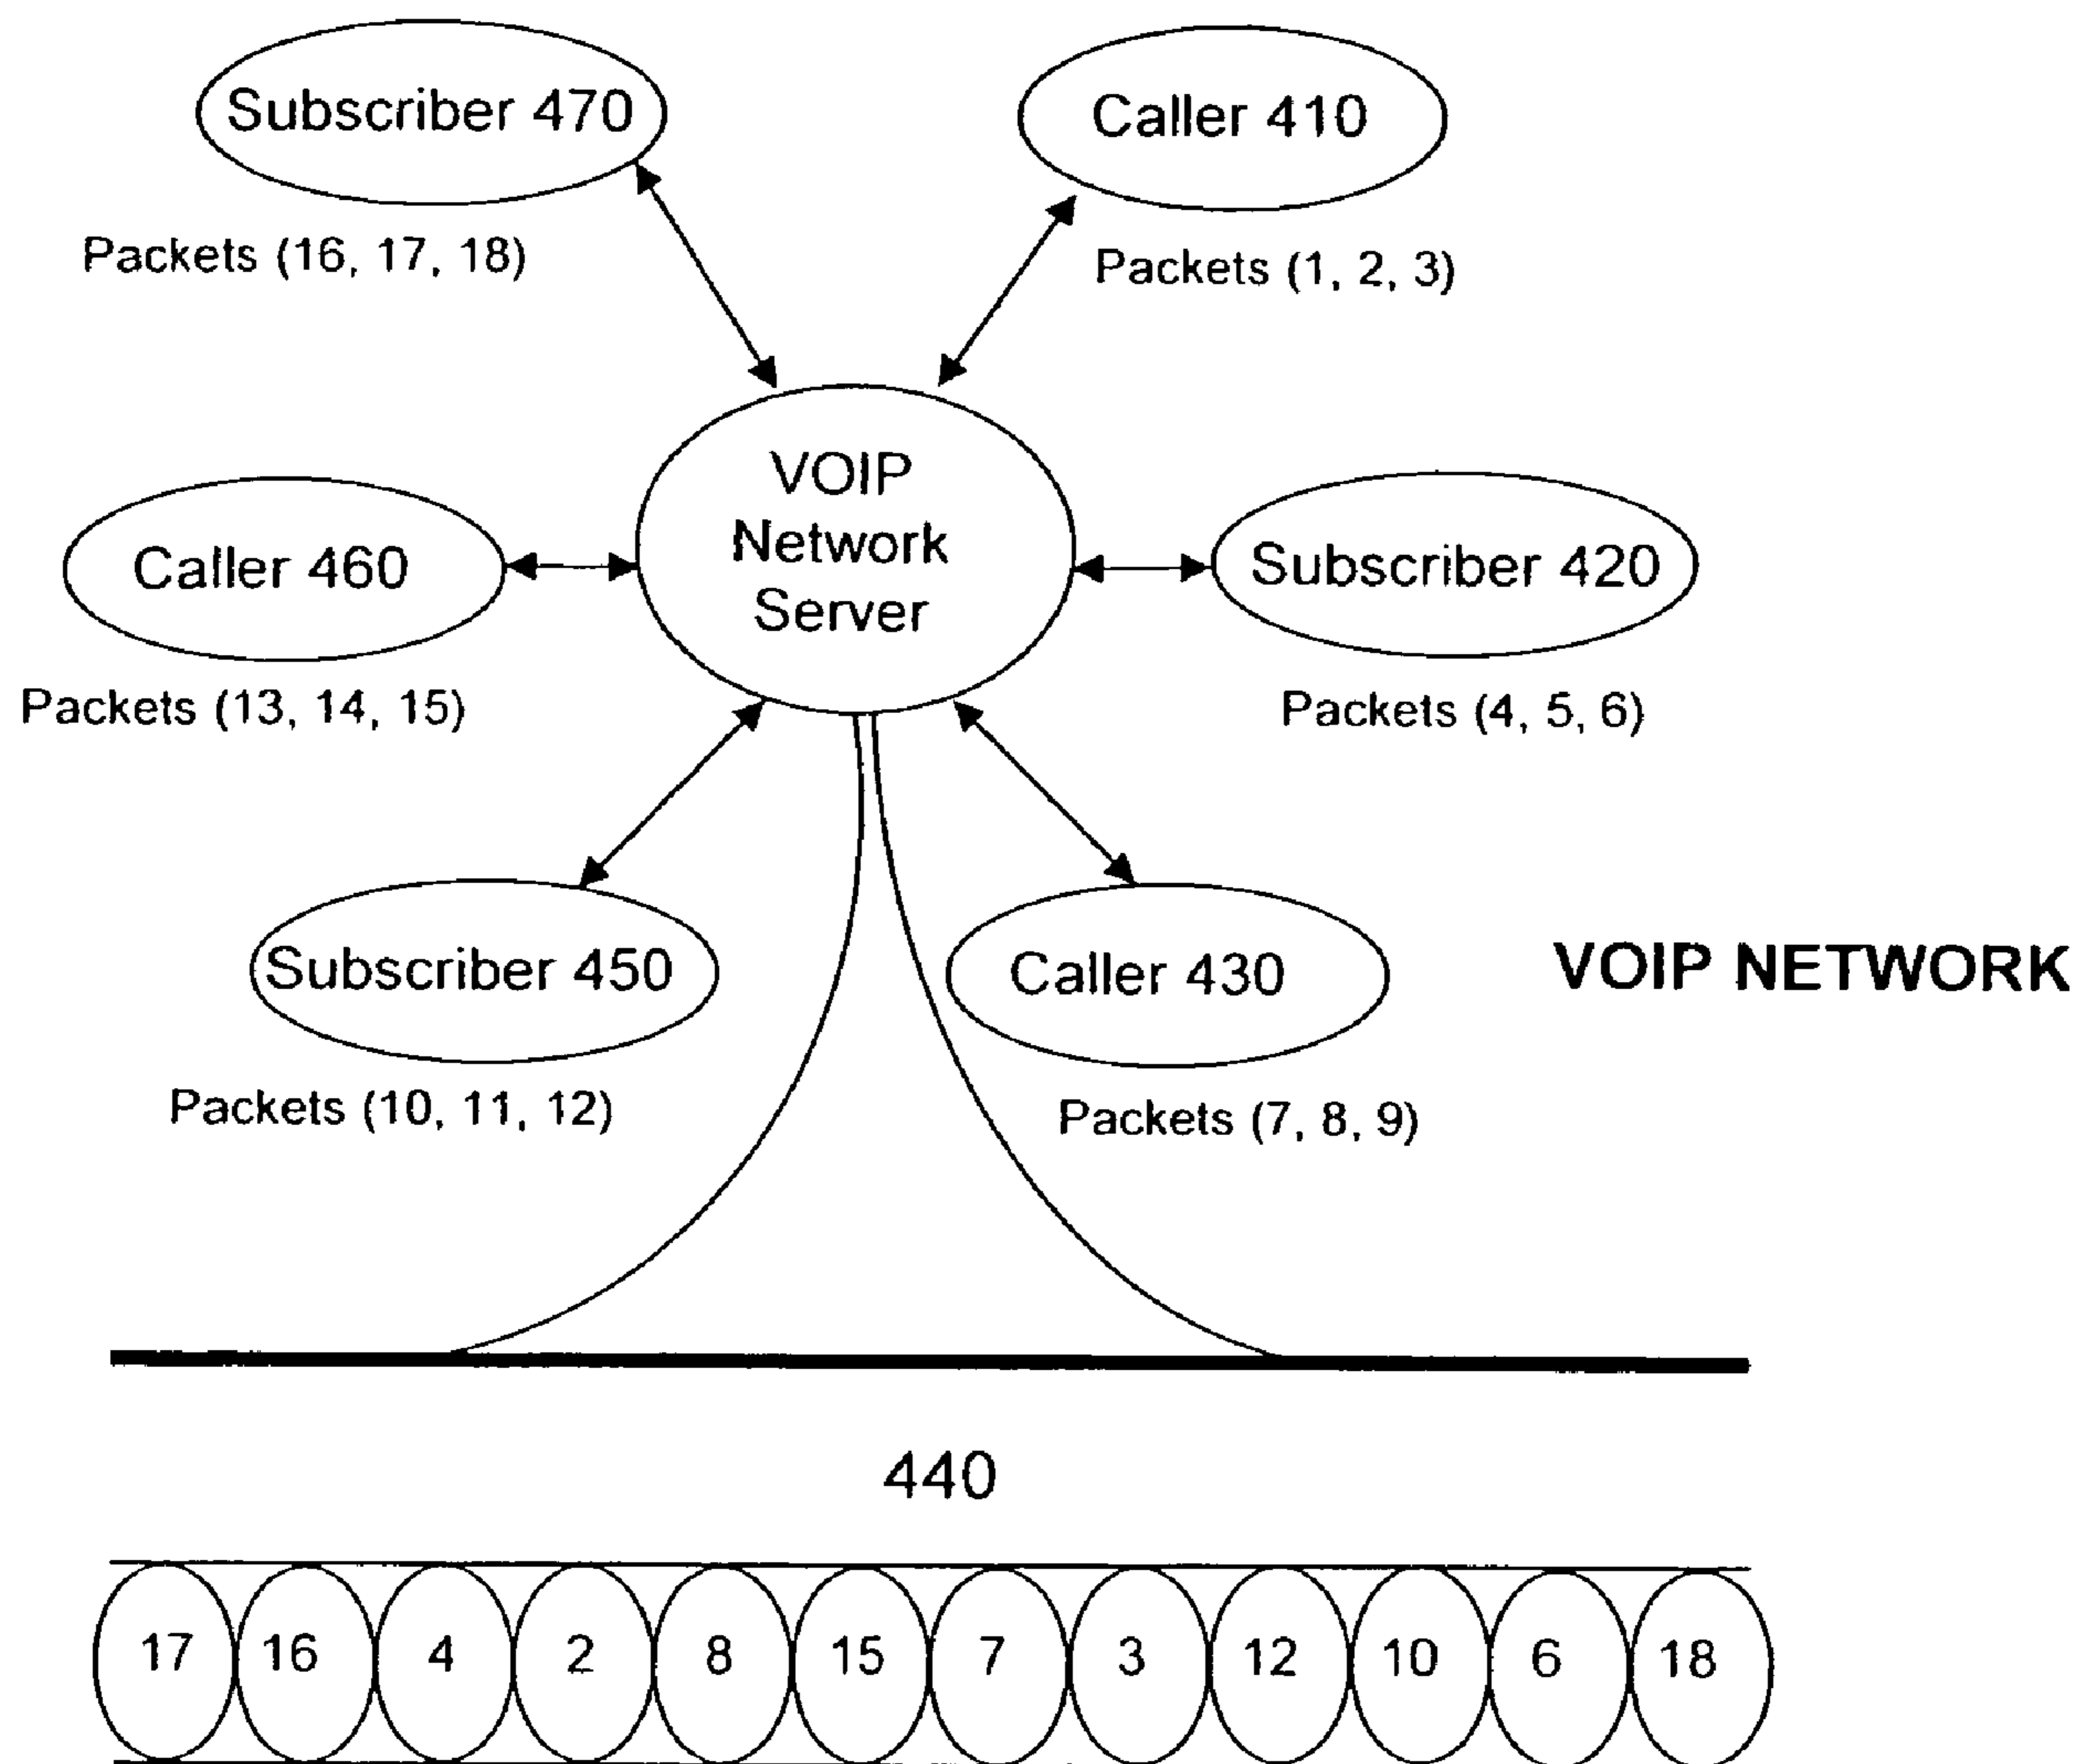 Subscriber 470
Caller 410
Packets (16, 17, 18)
Packets (1, 2, 3)
VOIP
Network
Server
Caller 460
Subscriber 420
Packets (13, 14, 15)
Packets (4, 5, 6)
Subscriber 450
Caller 430
VOIP NETWORK
Packets (10, 11, 12)
Packets (7, 8, 9)
440
17 16 4 2 8 15 7 3 12 10 6 18